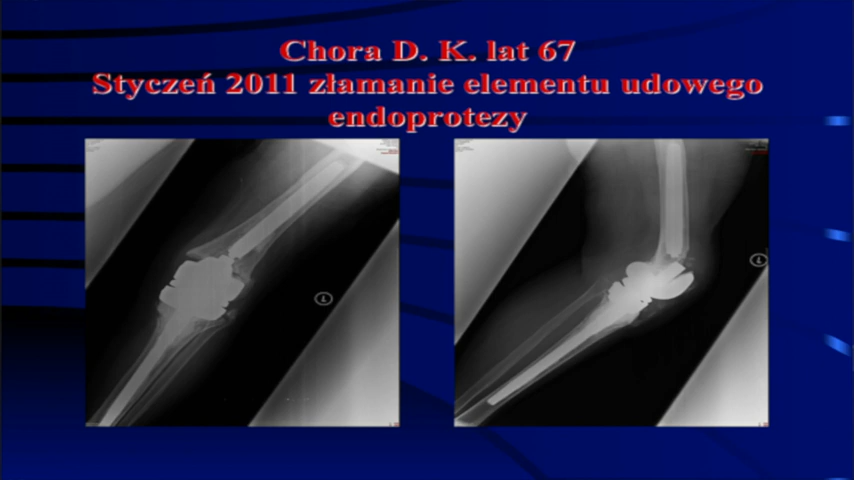 Chora D. K. lat 67
Styczeń 2011 złamanie elementu udowego
endoprotezy
L
L